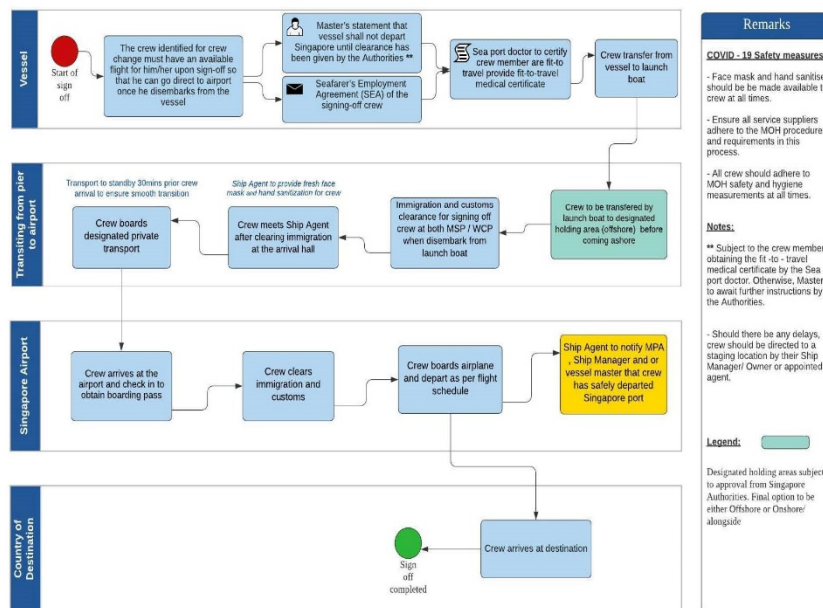 Vessel
Start of
sign
off
The crew identified for crew
change must have an available
flight for him/her upon sign-off so
that he can go direct to airport
once he disembarks from the
vessel
Master's statement that
vessel shall not depart
Singapore until clearance has
been given by the Authorities **
Seafarer's Employment
Agreement (SEA) of the
signing-off crew
Sea port doctor to certify
crew member are fit-to
travel provide fit-to-travel
medical certificate
Crew transfer from
vessel to launch
boat
Transiting from pier
to airport
Transport to standby 30mins prior crew
arrival to ensure smooth transition
Crew boards
designated private
transport
Ship Agent to provide fresh face
mask and hand sanitization for crew
Crew meets Ship Agent
after clearing immigration
at the arrival hall
Immigration and customs
clearance for signing off
crew at both MSP / WCP
when disembark from
launch boat
Crew to be transfered by
launch boat to designated
holding area (offshore) before
coming ashore
Singapore Airport
Crew arrives at the
airport and check in to
obtain boarding pass
Crew clears
immigration and
customs
Crew boards airplane
and depart as per flight
schedule
Ship Agent to notify MPA
, Ship Manager and or
vessel master that crew
has safely departed
Singapore port
Country of
Destination
Sign
off
completed
Crew arrives at destination
Remarks
COVID - 19 Safety measures
- Face mask and hand sanitise
should be be made available t
crew at all times.
- Ensure all service suppliers
adhere to the MOH procedure
and requirements in this
process.
- All crew should adhere to
MOH safety and hygiene
measurements at all times.
Notes:
** Subject to the crew member
obtaining the fit -to - travel
medical certificate by the Sea
port doctor. Otherwise, Master
to await further instructions by
the Authorities.
- Should there be any delays,
crew should be directed to a
staging location by their Ship
Manager/ Owner or appointed
agent.
Legend:
Designated holding areas subject
to approval from Singapore
Authorities. Final option to be
either Offshore or Onshore/
alongside